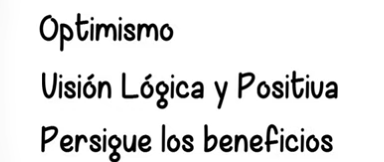 Optimismo
Visión Lógica y Positiva
Persigue los beneficios